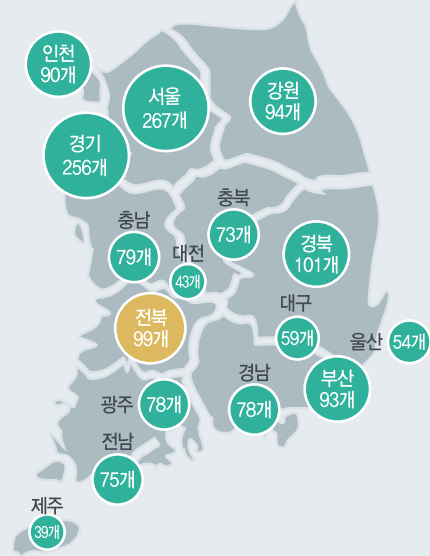 인천
90개
서울
267개
강원
94개
경기
256개
충남
79개
충북
73개
대전
43개
경북
101개
전북
99개
대구
59개
울산
54개
경남
78개
부산
93개
광주
78개
전남
75개
제주
39개